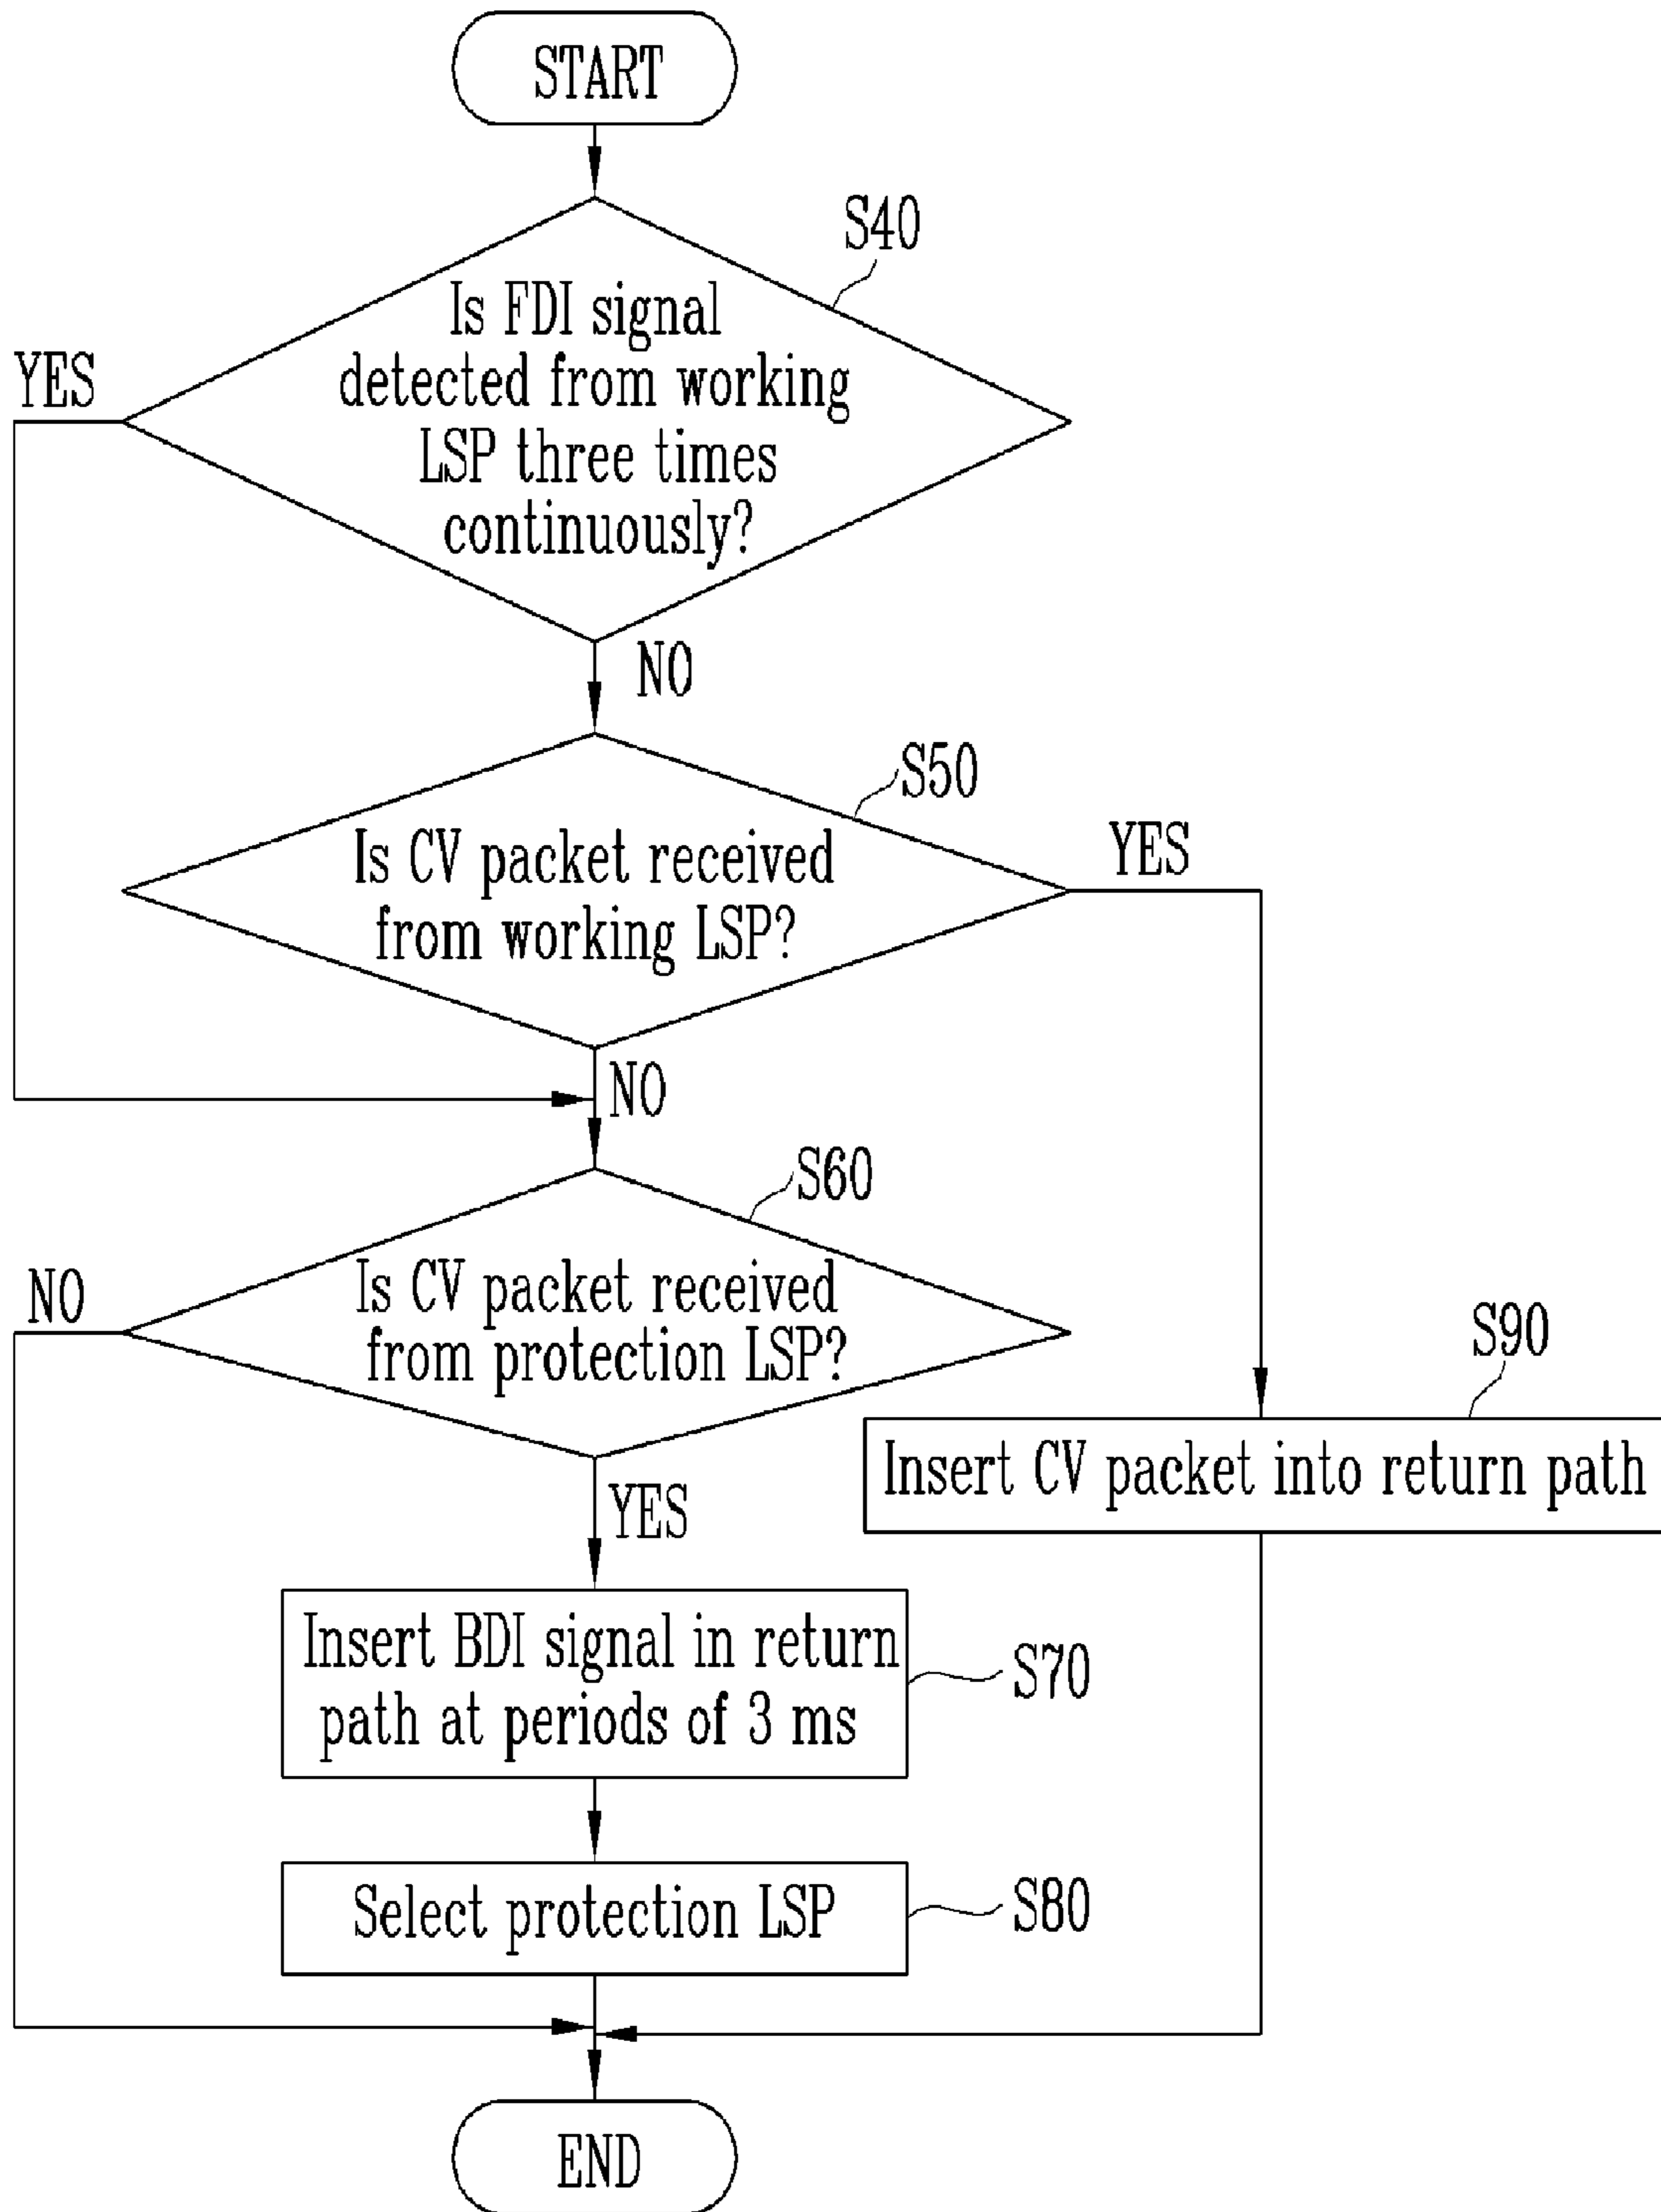 START
S40
Is FDI signal
detected from working
LSP three times
continuously?
YES
NO
S50
Is CV packet received
from working LSP?
YES
NO
S60
Is CV packet received
from protection LSP?
NO
YES
S90
Insert CV packet into return path
Insert BDI signal in return
path at periods of 3 ms
S70
Select protection LSP
S80
END